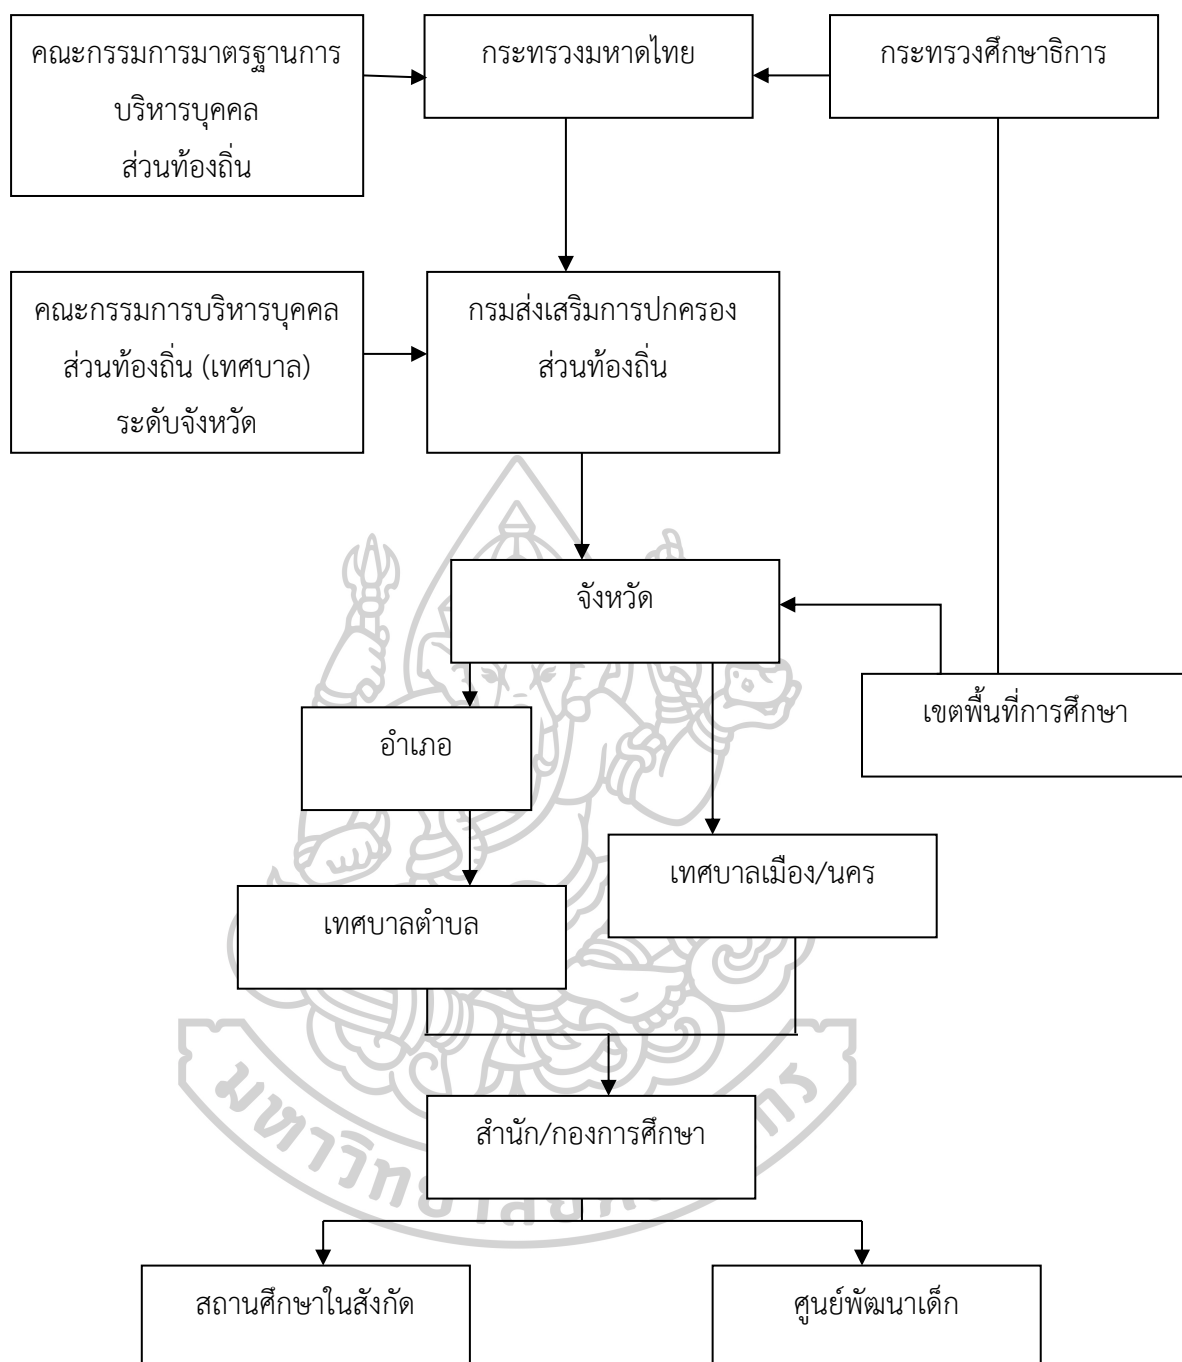 คณะกรรมการมาตรฐานการ
บริหารบุคคล
ส่วนท้องถิ่น
กระทรวงมหาดไทย
กระทรวงศึกษาธิการ
คณะกรรมการบริหารบุคคล
ส่วนท้องถิ่น (เทศบาล)
ระดับจังหวัด
กรมส่งเสริมการปกครอง
ส่วนท้องถิ่น
จังหวัด
เขตพื้นที่การศึกษา
อำเภอ
เทศบาลเมือง/นคร
เทศบาลตำบล
สำนัก/กองการศึกษา
สถานศึกษาในสังกัด
ศูนย์พัฒนาเด็ก